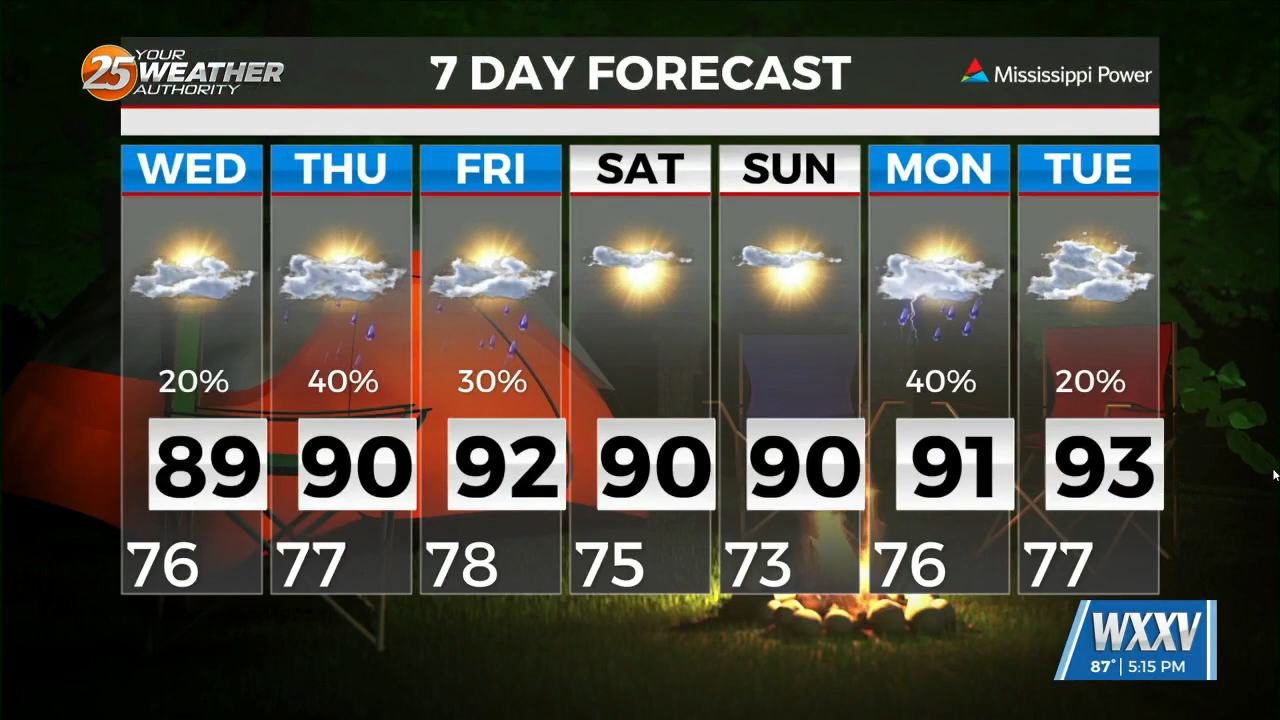 25
YOUR
WEATHER
AUTHORITY
7 DAY FORECAST
Mississippi Power
WED THU FRI SAT SUN MON TUE
20% 40% 30% 40% 20%
89 90 92 90 90 91 93
76 77 78 75 73 76 77
WXXV
87° | 5:15 PM